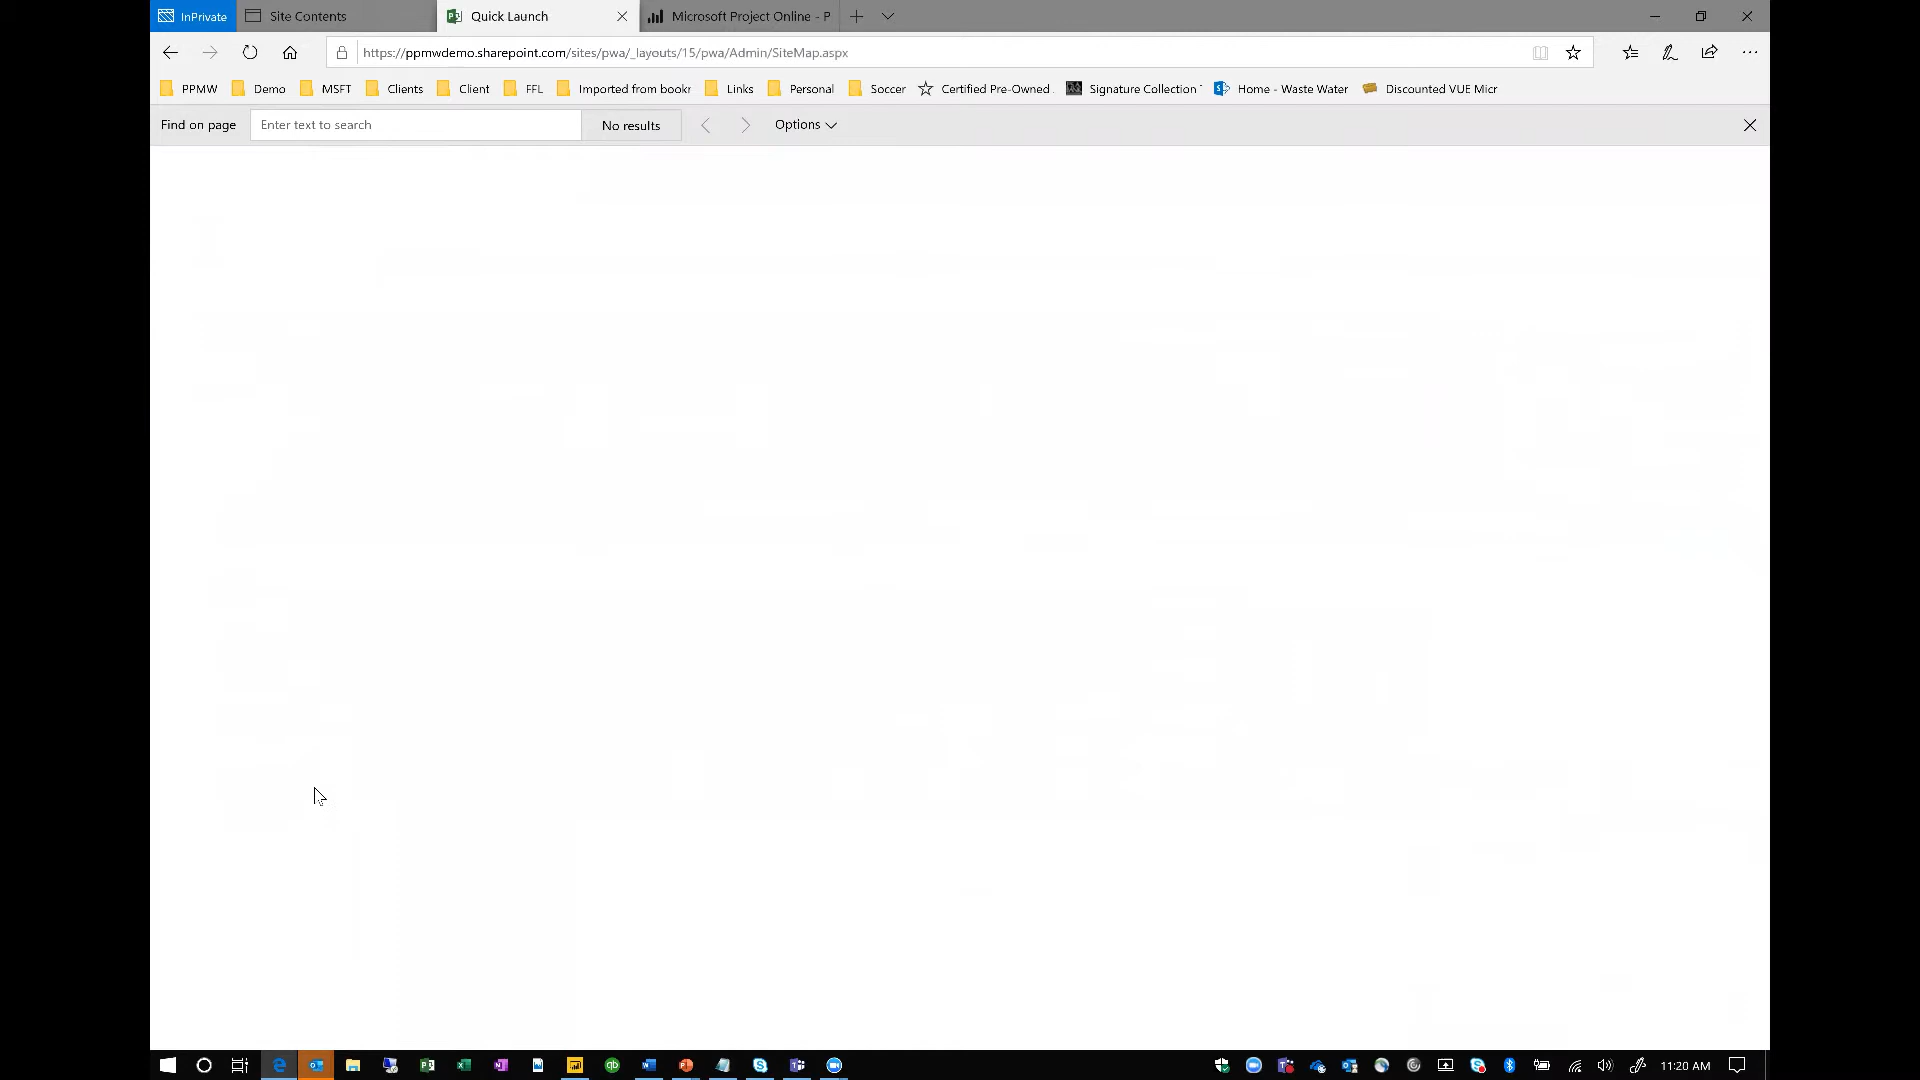 InPrivate Site Contents Quick Launch Microsoft Project Online - P
https://ppmwdemo.sharepoint.com/sites/pwa/_layouts/15/pwa/Admin/SiteMap.aspx
PPMW Demo MSFT Clients Client FFL Imported from bookr Links Personal Soccer Certified Pre-Owned Signature Collection Home - Waste Water Discounted VUE Micr
Find on page Enter text to search No results Options
11:20 AM